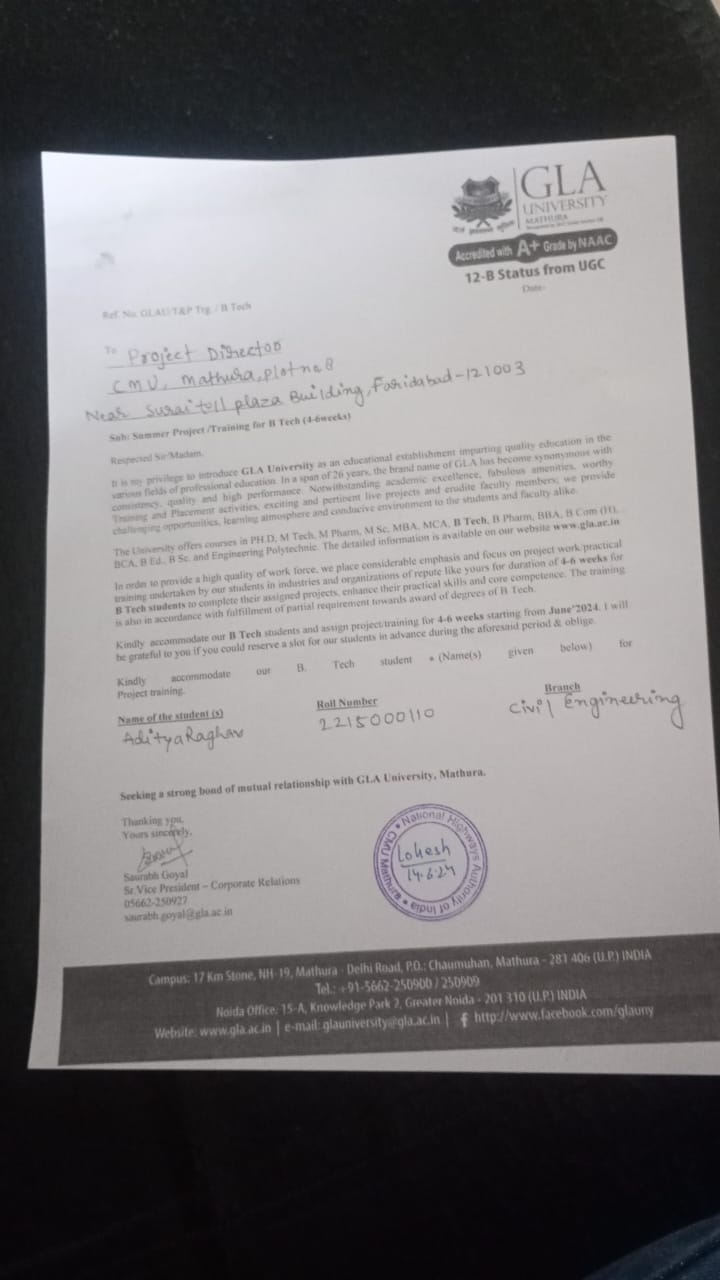 GLA
UNIVERSITY
MATHURA
Accredited with A+ Grade by NAAC
12-B Status from UGC
Date-
Ref. No. GLAU/T&P Trg. / B Tech
To Project Director
CMU, Mathura, plot no 8
Near Surai toll plaza Building, Faridabad-121003
Sub: Summer Project /Training for B Tech (4-6weeks)
Respected Sir/Madam,
It is my privilege to introduce GLA University as an educational establishment imparting quality education in the
various fields of professional education. In a span of 26 years, the brand name of GLA has become synonymous with
consistency, quality and high performance. Notwithstanding academic excellence, fabulous amenities, worthy
Training and Placement activities, exciting and pertinent live projects and erudite faculty members; we provide
challenging opportunities, learning atmosphere and conducive environment to the students and faculty alike.
The University offers courses in PH.D, M Tech, M Pharm, M Sc, MBA, MCA, B Tech, B Pharm, BBA, B Com (H),
BCA, B Ed., B Sc. and Engineering Polytechnic. The detailed information is available on our website www.gla.ac.in
In order to provide a high quality of work force, we place considerable emphasis and focus on project work/practical
training undertaken by our students in industries and organizations of repute like yours for duration of 4-6 weeks for
B Tech students to complete their assigned projects, enhance their practical skills and core competence. The training
is also in accordance with fulfillment of partial requirement towards award of degrees of B Tech.
Kindly accommodate our B Tech students and assign project/training for 4-6 weeks starting from June'2024. I will
be grateful to you if you could reserve a slot for our students in advance during the aforesaid period & oblige.
Kindly accommodate our B. Tech student * (Name(s) given below) for
Project training.
Name of the student (s) Roll Number Branch
Aditya Raghav 2215000110 Civil Engineering
Seeking a strong bond of mutual relationship with GLA University, Mathura.
Thanking you,
Yours sincerely,
Saurabh Goyal
Sr.Vice President – Corporate Relations
05662-250927
saurabh.goyal@gla.ac.in
National Highways Authority of India
CMU Mathura
Lokesh
14.6.24
Campus: 17 Km Stone, NH-19, Mathura - Delhi Road, P.O.: Chaumuhan, Mathura - 281 406 (U.P.) INDIA
Tel.: +91-5662-250900 / 250909
Noida Office: 15-A, Knowledge Park 2, Greater Noida - 201 310 (U.P.) INDIA
Website: www.gla.ac.in | e-mail: glauniversity@gla.ac.in | f http://www.facebook.com/glauny